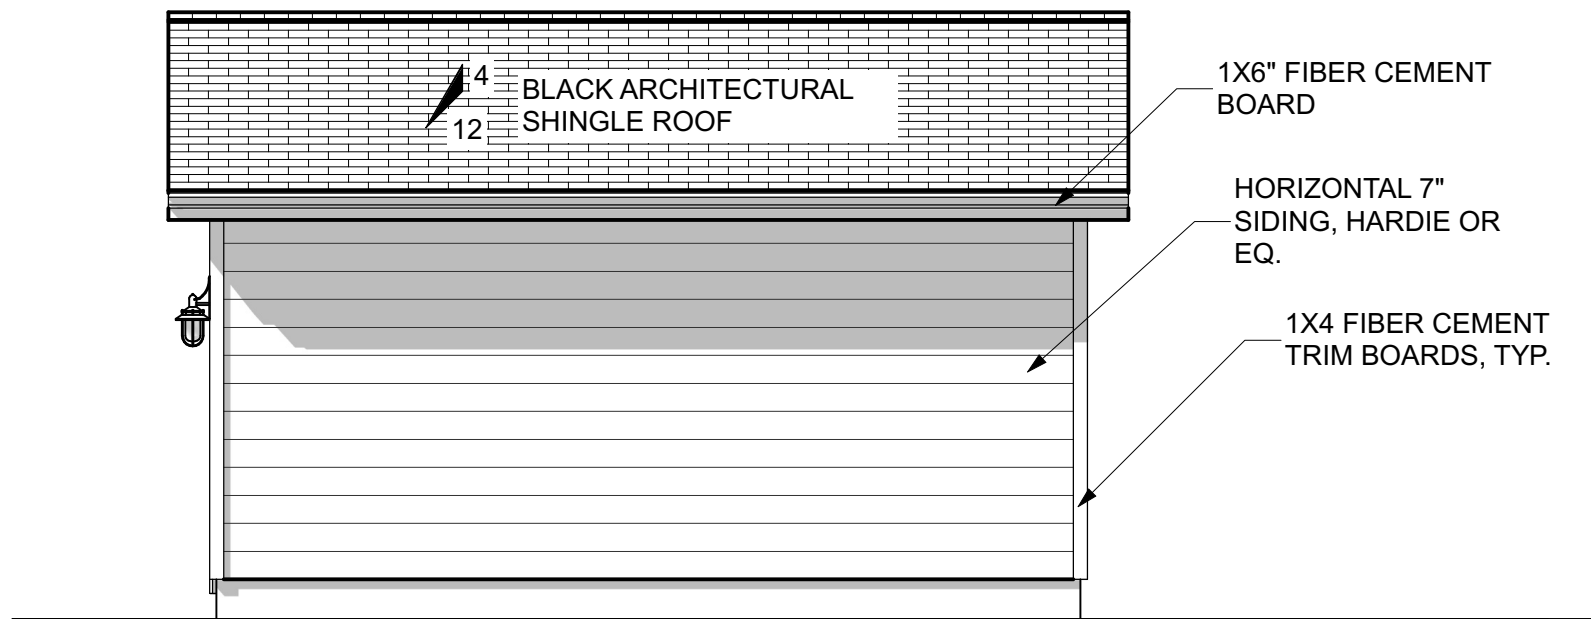 4
12
BLACK ARCHITECTURAL
SHINGLE ROOF
1X6" FIBER CEMENT
BOARD
HORIZONTAL 7"
SIDING, HARDIE OR
EQ.
1X4 FIBER CEMENT
TRIM BOARDS, TYP.